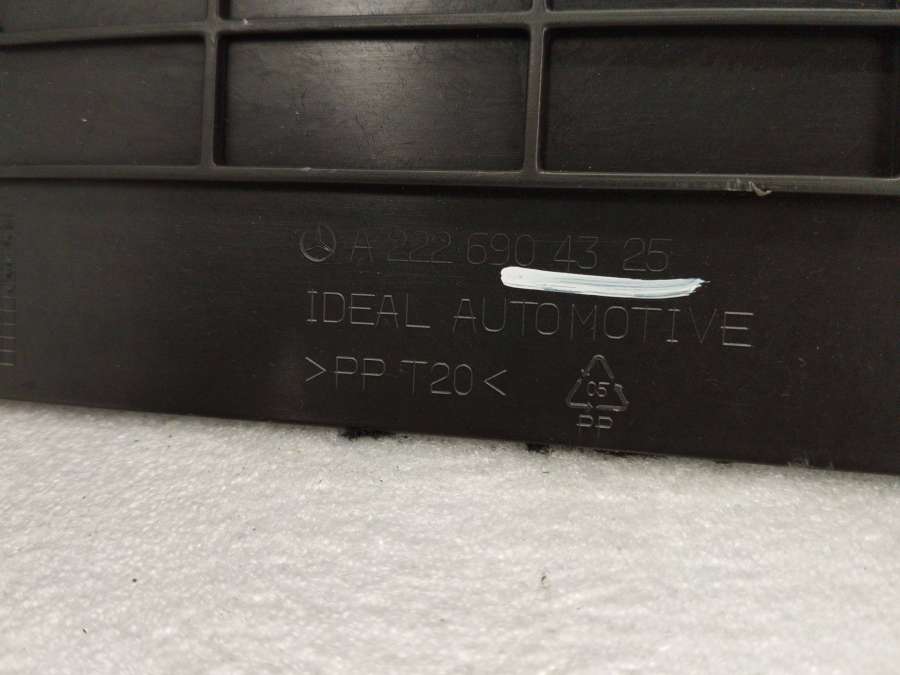 A 222 690 43 25
IDEAL AUTOMOTIVE
>PP T20<
05
PP